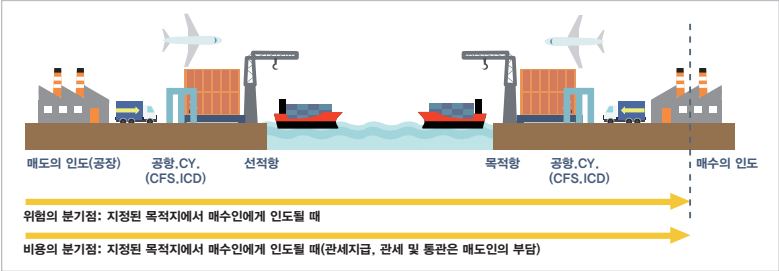 매도의 인도(공장)
공항.CY.
(CFS.ICD)
선적항
목적항
공항.CY.
(CFS.ICD)
매수의 인도
위험의 분기점: 지정된 목적지에서 매수인에게 인도될 때
비용의 분기점: 지정된 목적지에서 매수인에게 인도될 때(관세지급, 관세 및 통관은 매도인의 부담)